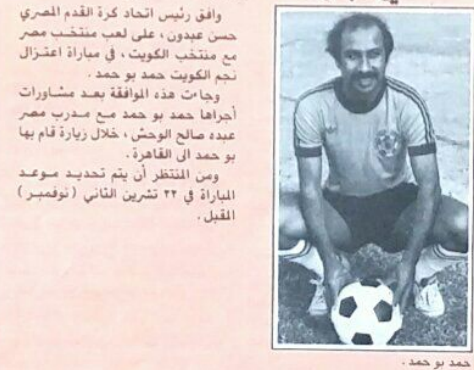 وافق رئيس اتحاد كرة القدم المصري
حسن عبدون ، على لعب منتخب مصر
مع منتخب الكويت ، في مباراة اعتزال
نجم الكويت حمد بو حمد .
وجاءت هذه الموافقة بعد مشاورات
أجراها حمد بو حمد مع مدرب مصر
عبده صالح الوحش ، خلال زيارة قام بها
بو حمد الى القاهرة .
ومن المنتظر أن يتم تحديد موعد
المباراة في ٢٢ تشرين الثاني ( نوفمبر )
المقبل .
حمد بو حمد .